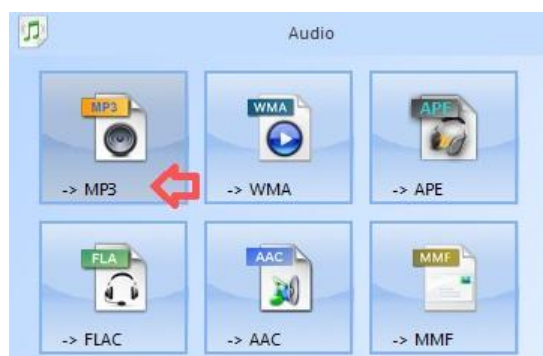 Audio
MP3 WMA APE
-> MP3 -> WMA -> APE
FLA AAC MMF
-> FLAC -> AAC -> MMF